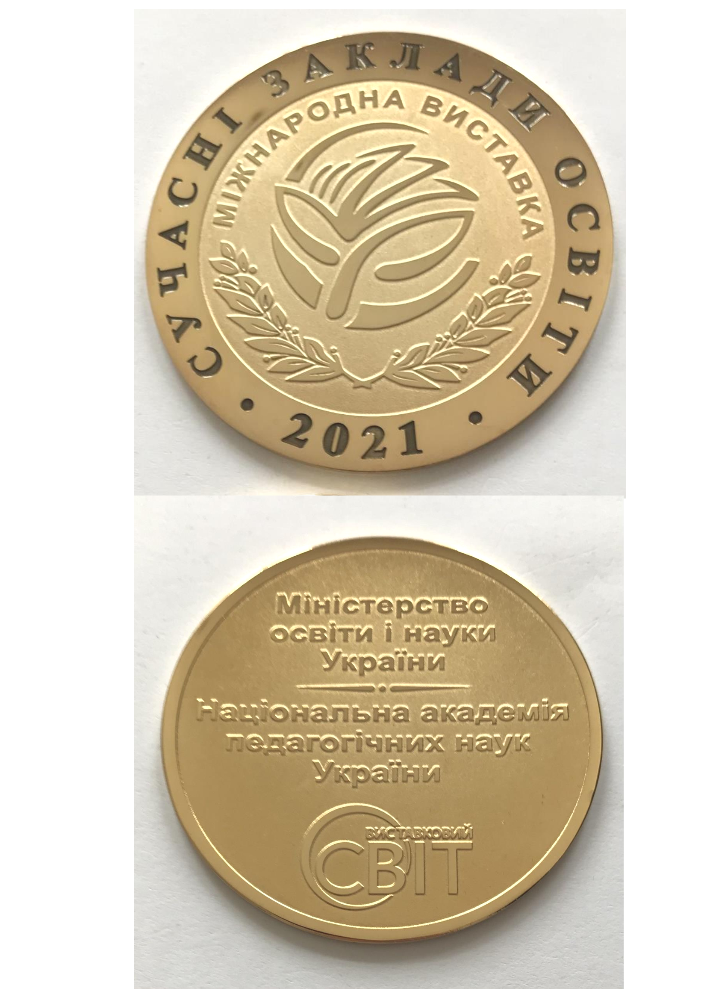 СУЧАСНІ ЗАКЛАДИ ОСВІТИ
МІЖНАРОДНА ВИСТАВКА
• 2021 •
Міністерство
освіти і науки
України
Національна академія
педагогічних наук
України
ВИСТАВКОВИЙ
СВІТ